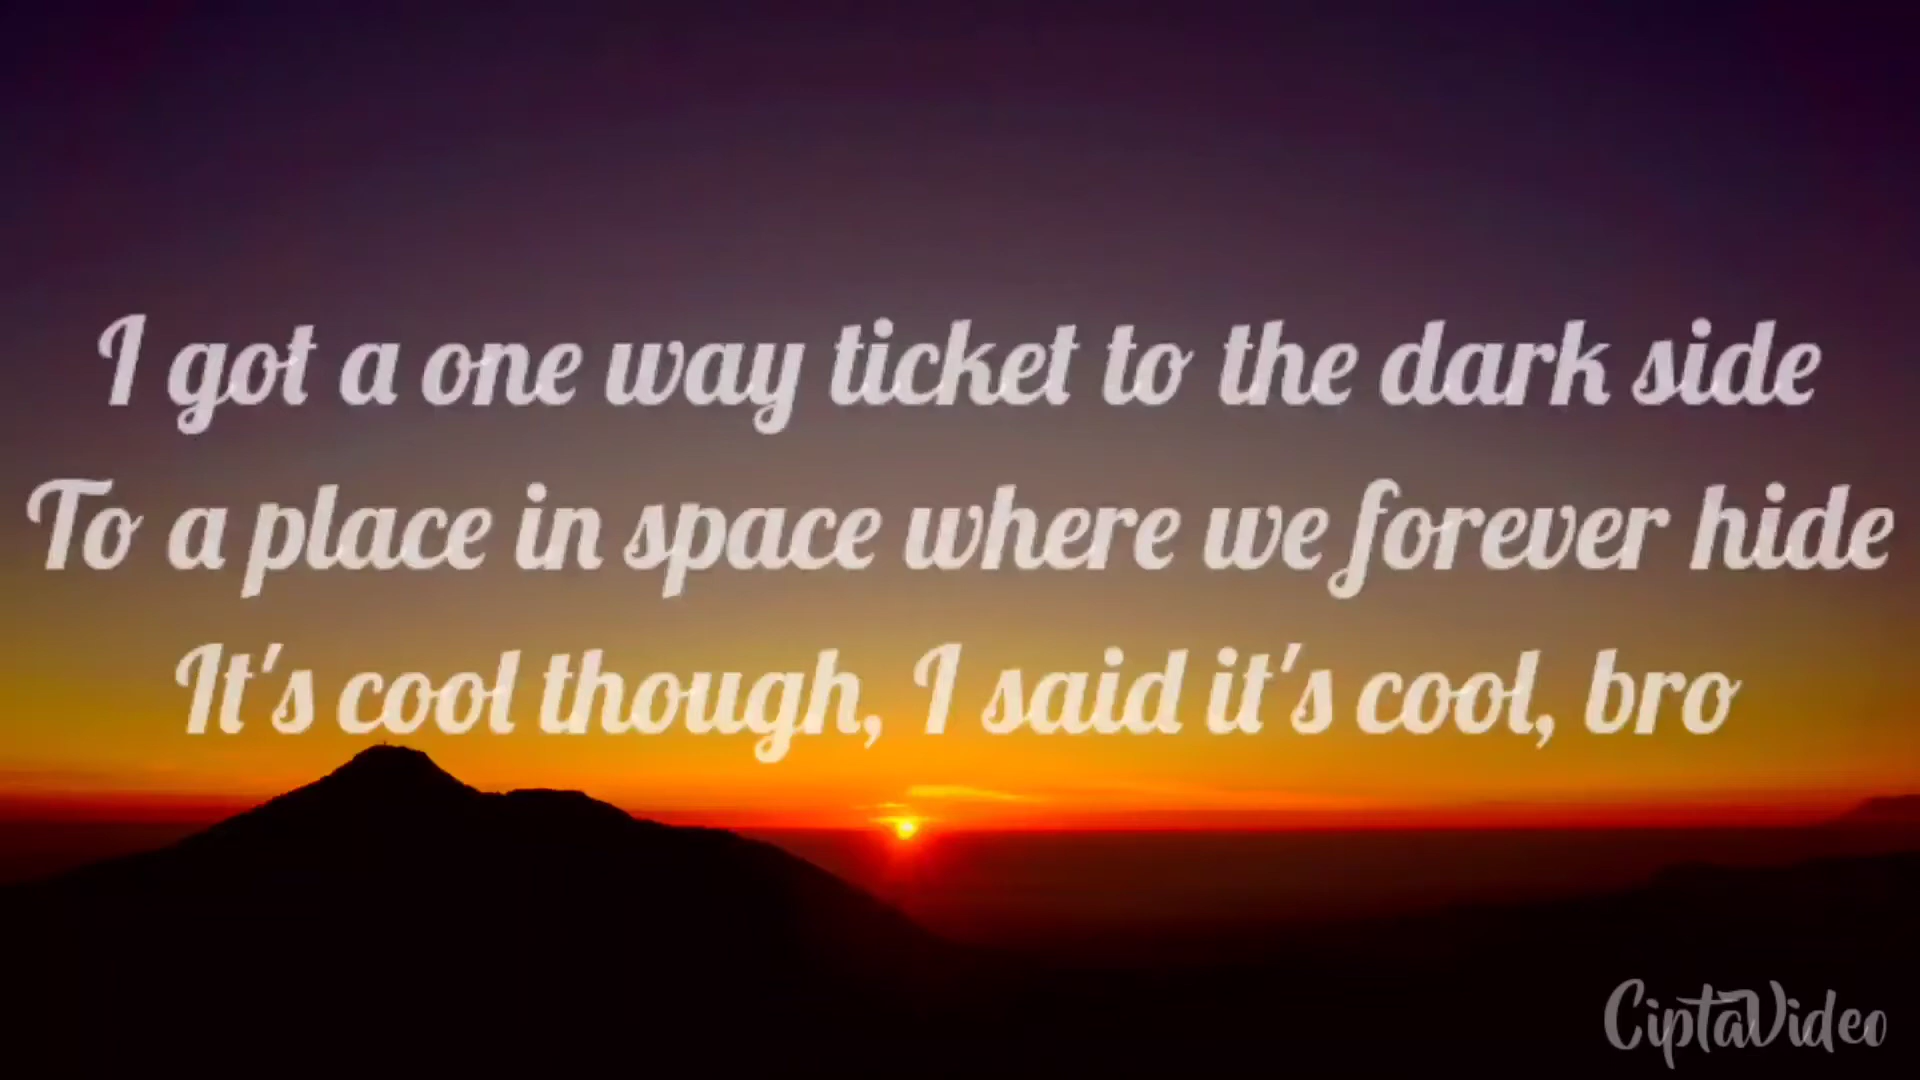 I got a one way ticket to the dark side
To a place in space where we forever hide
It's cool though, I said it's cool, bro
CiptaVideo